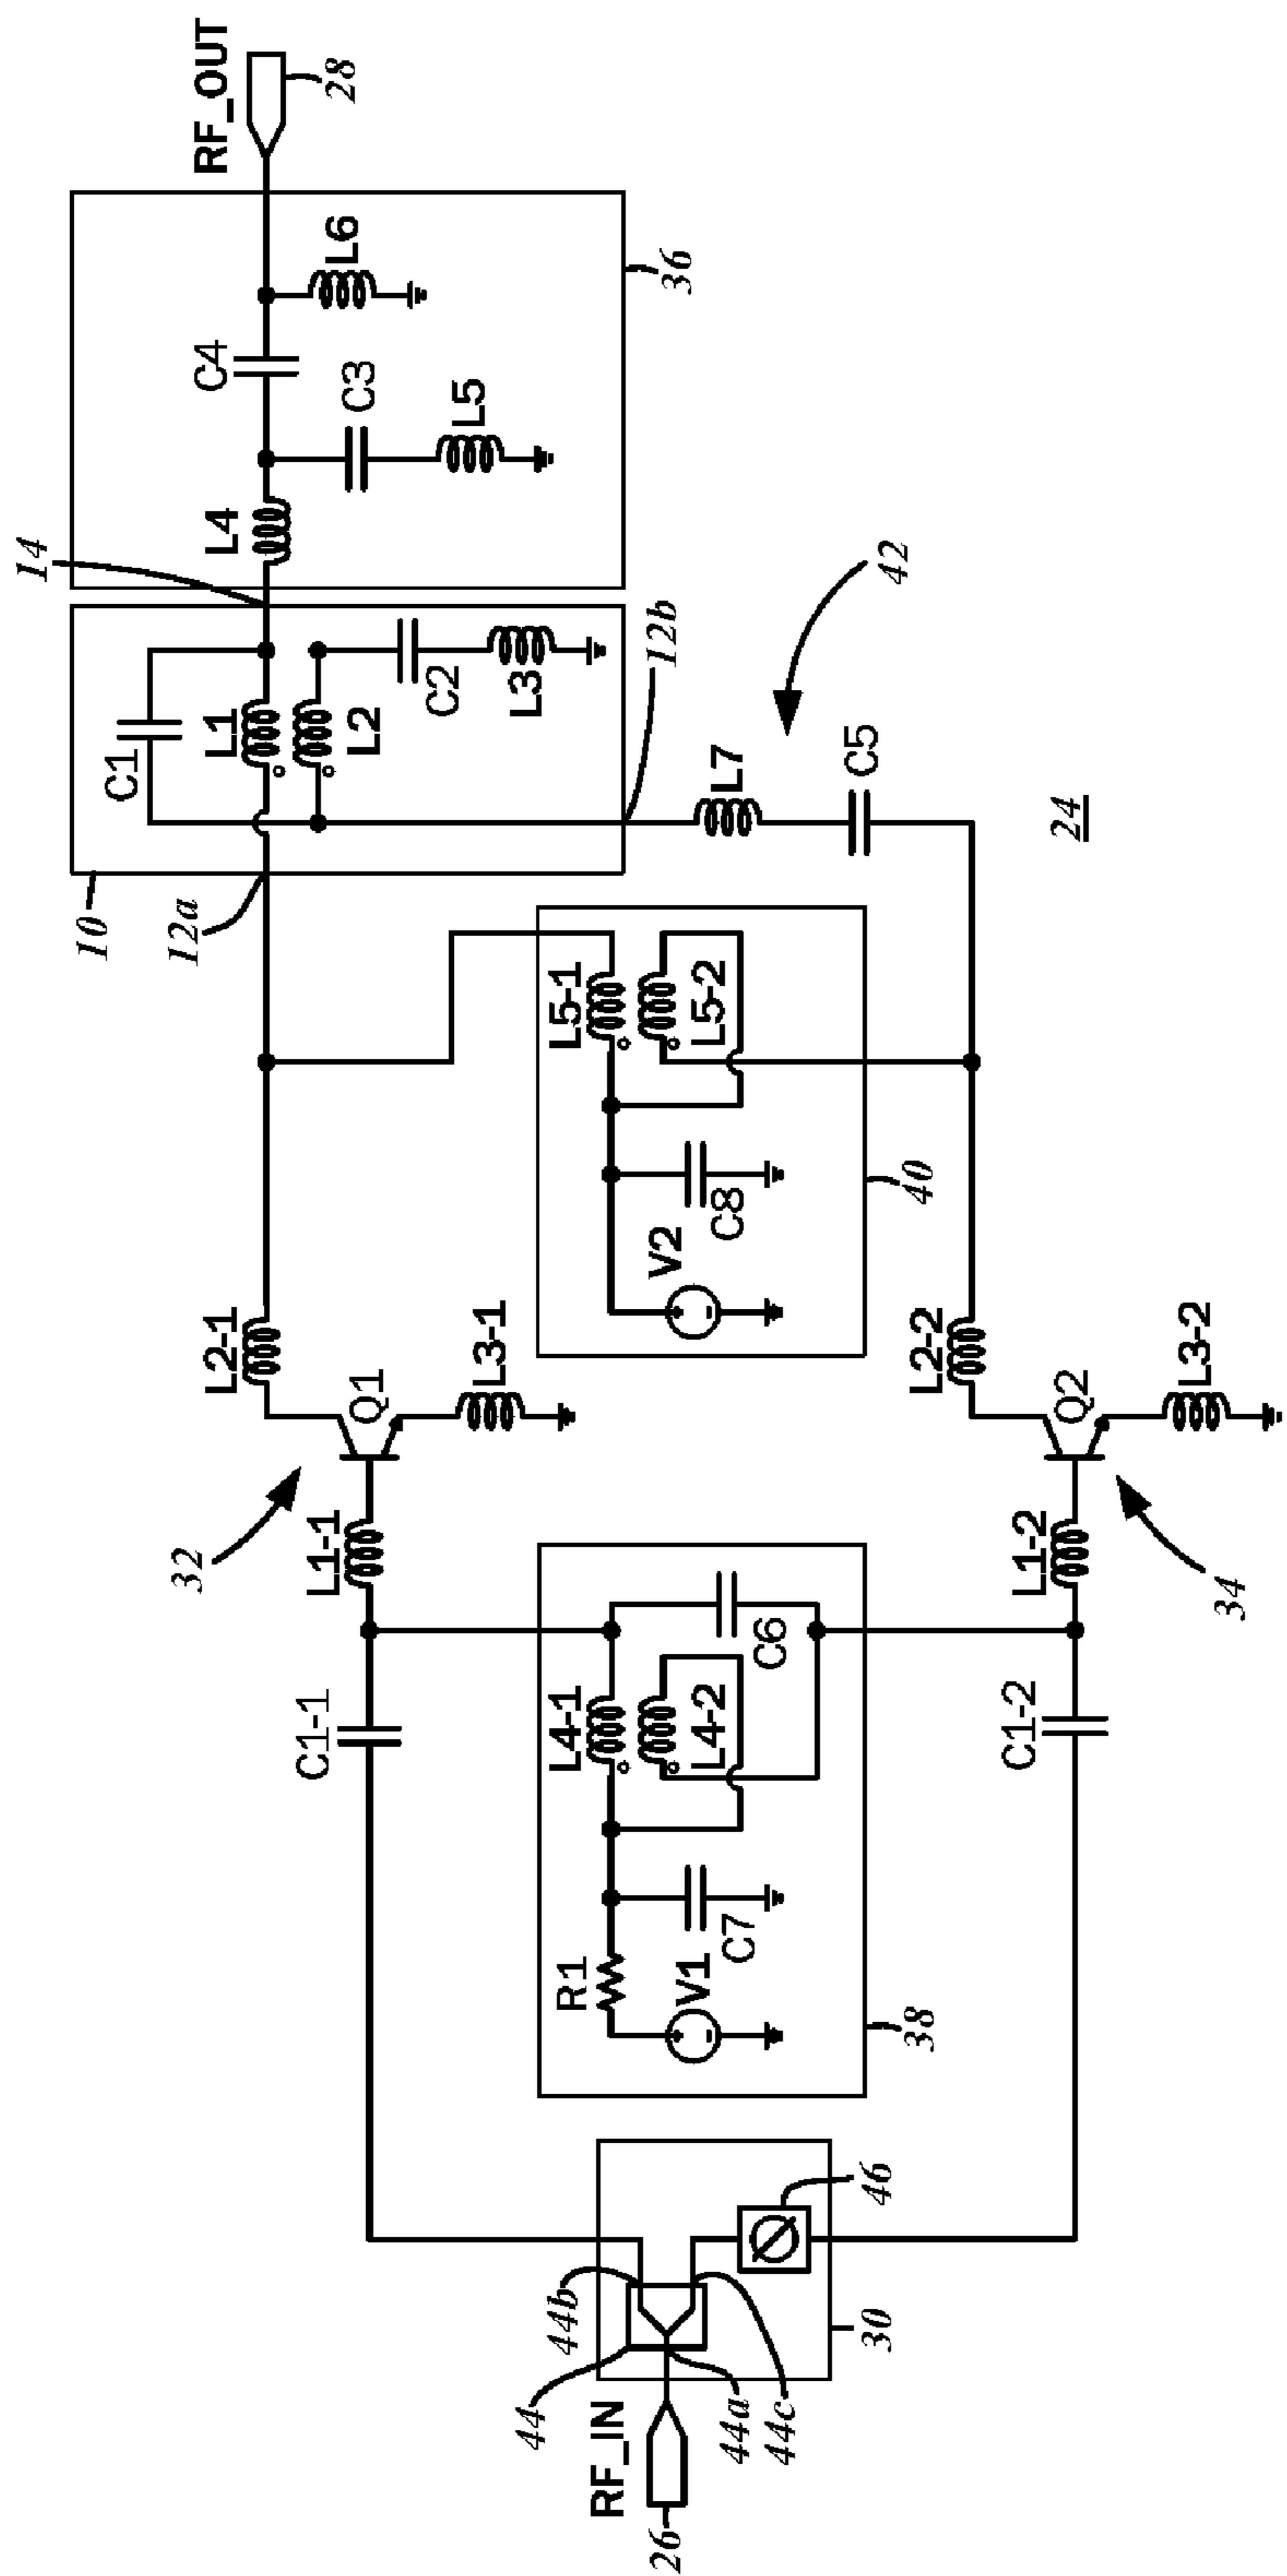 RF_OUT
28
14
C1
L1
L2
C2
L3
10
12a
12b
L4
C4
C3
L5
L6
36
42
L7
C5
24
L5-1
L5-2
C8
V2
40
L2-1
Q1
L3-1
32
L1-1
L2-2
Q2
L3-2
34
L1-2
C1-1
L4-1
L4-2
C6
C7
R1
V1
38
C1-2
44b
44
44a
44c
46
30
RF_IN
26